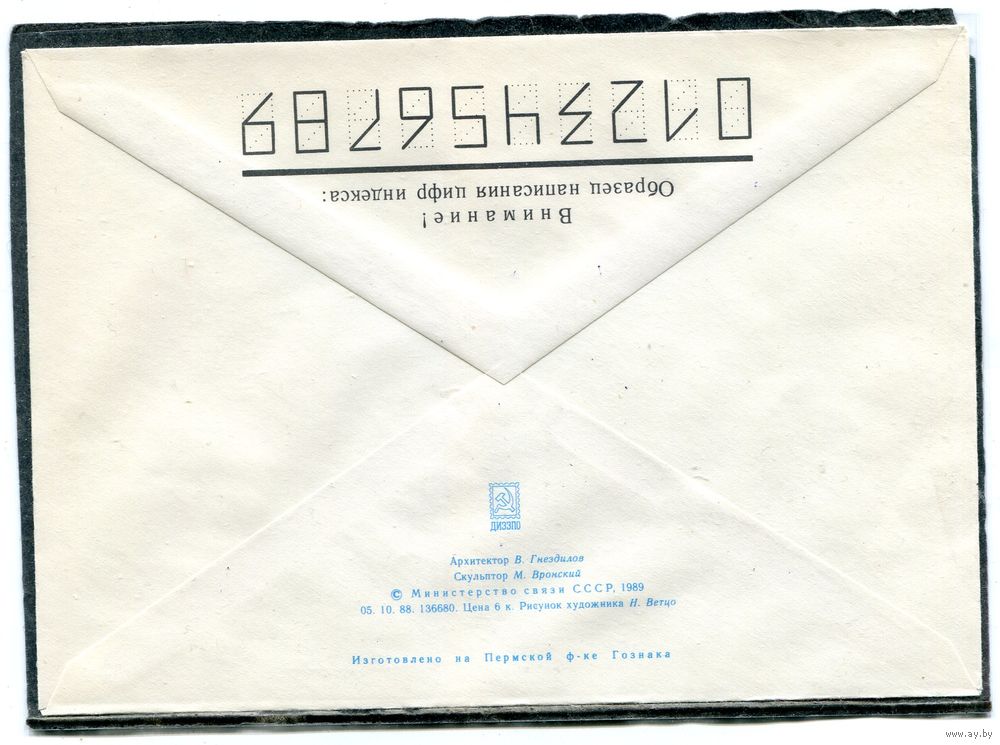 Внимание!
Образец написания цифр индекса:
0123456789
ДИЭЗПО
Архитектор В. Гнездилов
Скульптор М. Вронский
© Министерство связи СССР, 1989
05. 10. 88. 136680. Цена 6 к. Рисунок художника Н. Ветцо
Изготовлено на Пермской ф-ке Гознака
www.ay.by